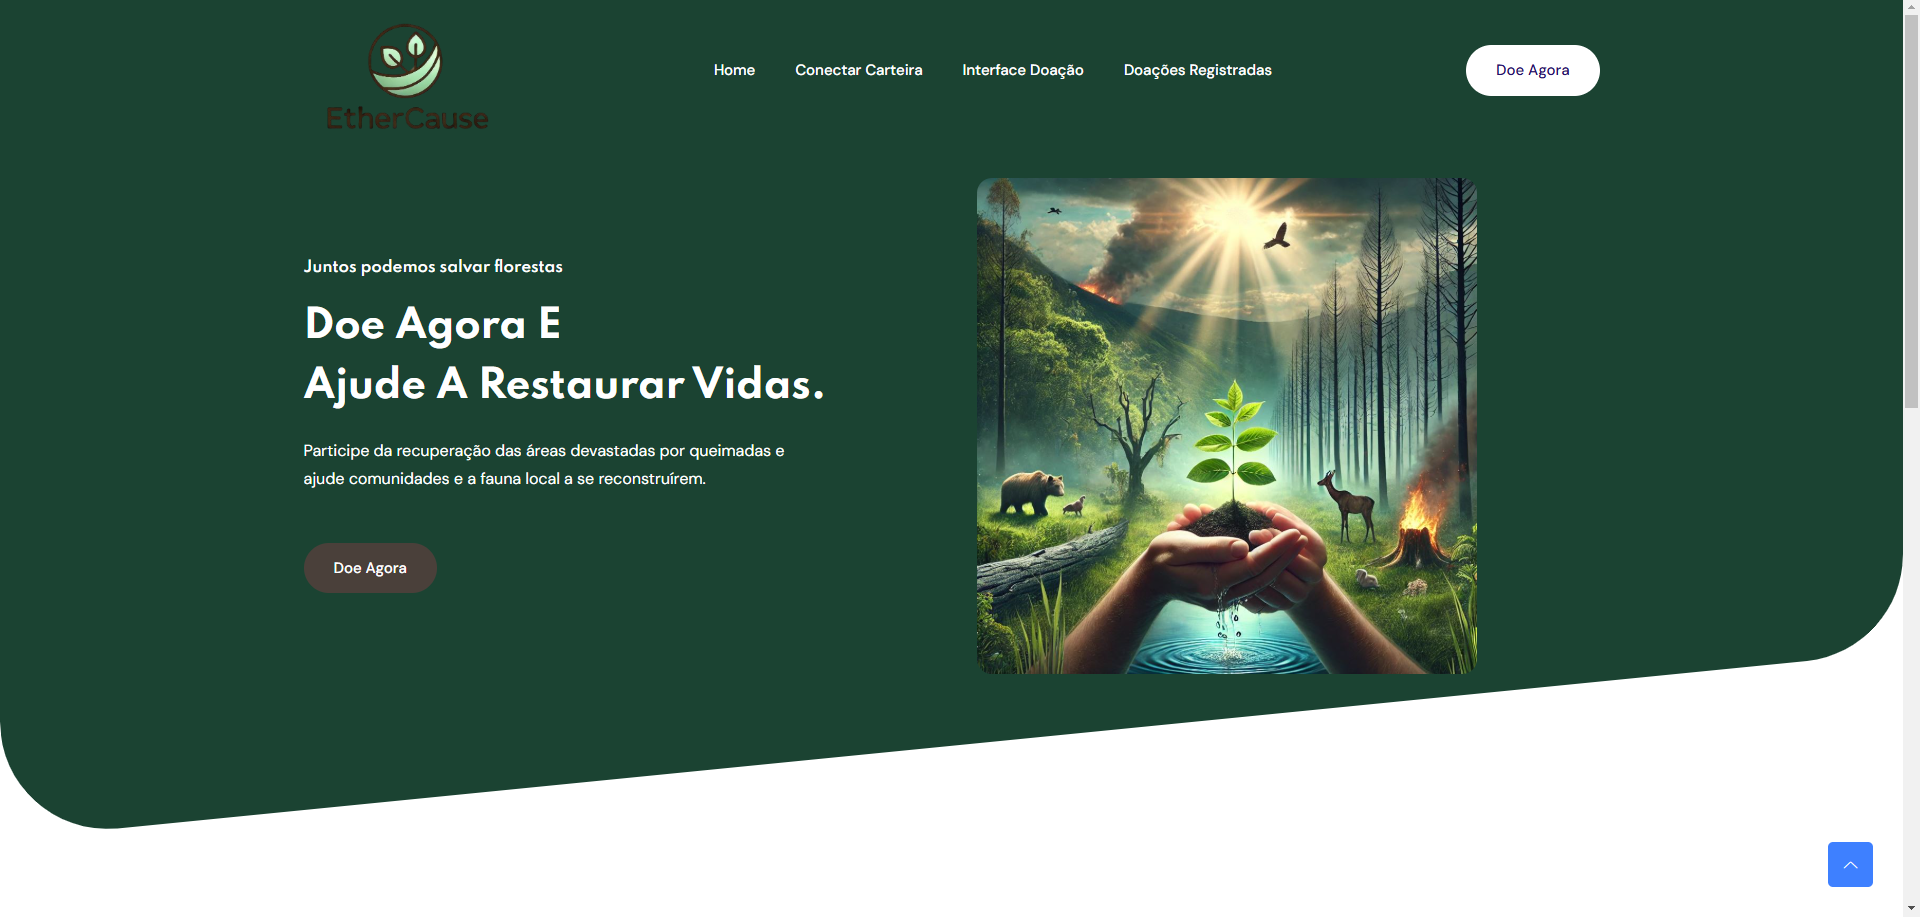 EtherCause
Home
Conectar Carteira
Interface Doação
Doações Registradas
Doe Agora
Juntos podemos salvar florestas
Doe Agora E
Ajude A Restaurar Vidas.
Participe da recuperação das áreas devastadas por queimadas e
ajude comunidades e a fauna local a se reconstruírem.
Doe Agora